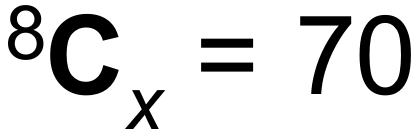 ⁸Cₓ = 70